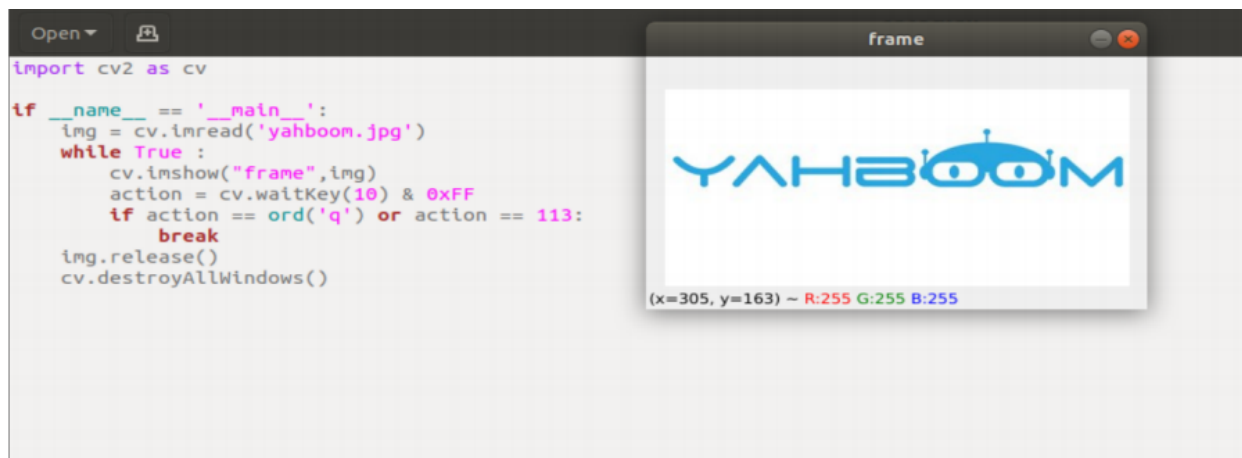 Open
frame
import cv2 as cv
if __name__ == '__main__':
    img = cv.imread('yahboom.jpg')
    while True :
        cv.imshow("frame",img)
        action = cv.waitKey(10) & 0xFF
        if action == ord('q') or action == 113:
            break
    img.release()
    cv.destroyAllWindows()
YAHBOOM
(x=305, y=163) ~ R:255 G:255 B:255